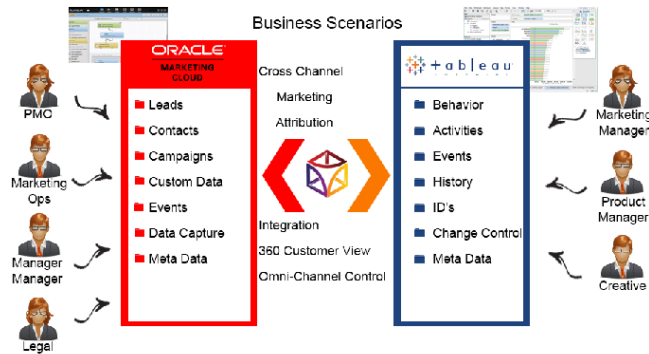 Business Scenarios
ORACLE
MARKETING
CLOUD
Leads
Contacts
Campaigns
Custom Data
Events
Data Capture
Meta Data
Cross Channel
Marketing
Attribution
Integration
360 Customer View
Omni-Channel Control
+ableau
Behavior
Activities
Events
History
ID's
Change Control
Meta Data
PMO
Marketing
Ops
Manager
Manager
Legal
Marketing
Manager
Product
Manager
Creative